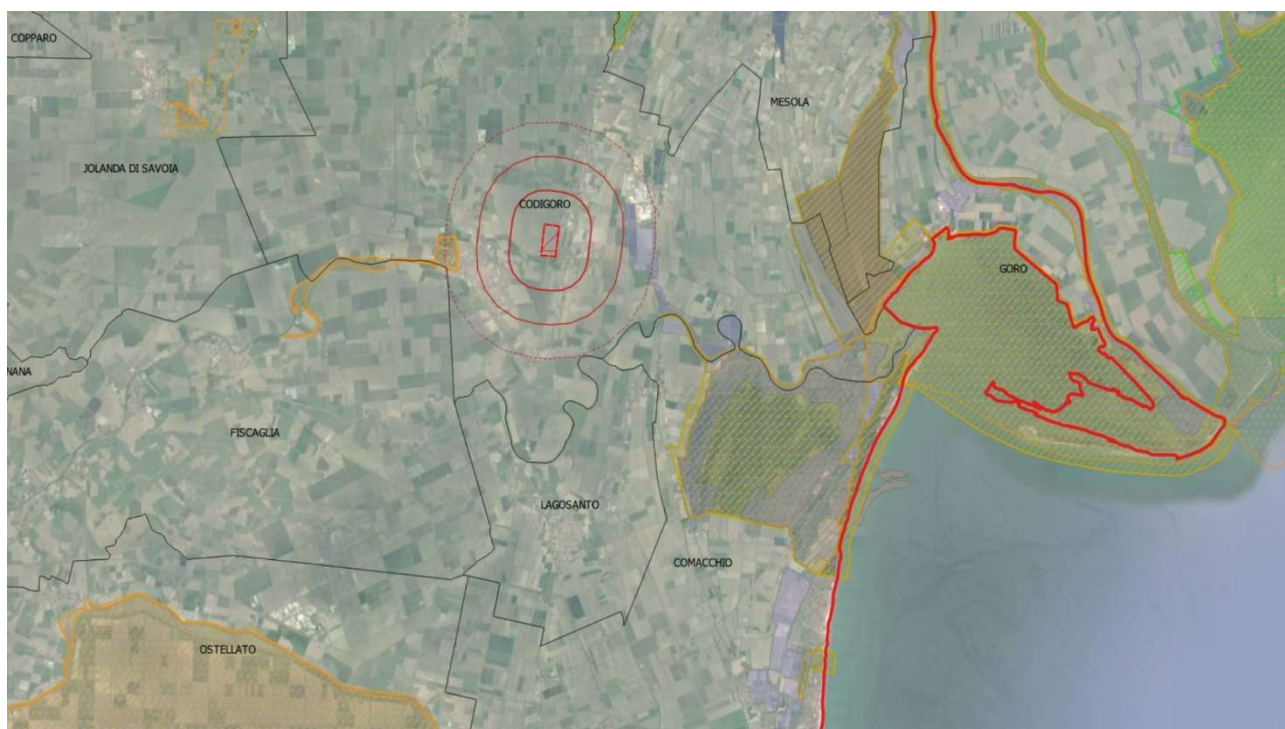 COPPARO
MESOLA
JOLANDA DI SAVOIA
CODIGORO
GORO
NANA
FISCAGLIA
LAGOSANTO
COMACCHIO
OSTELLATO